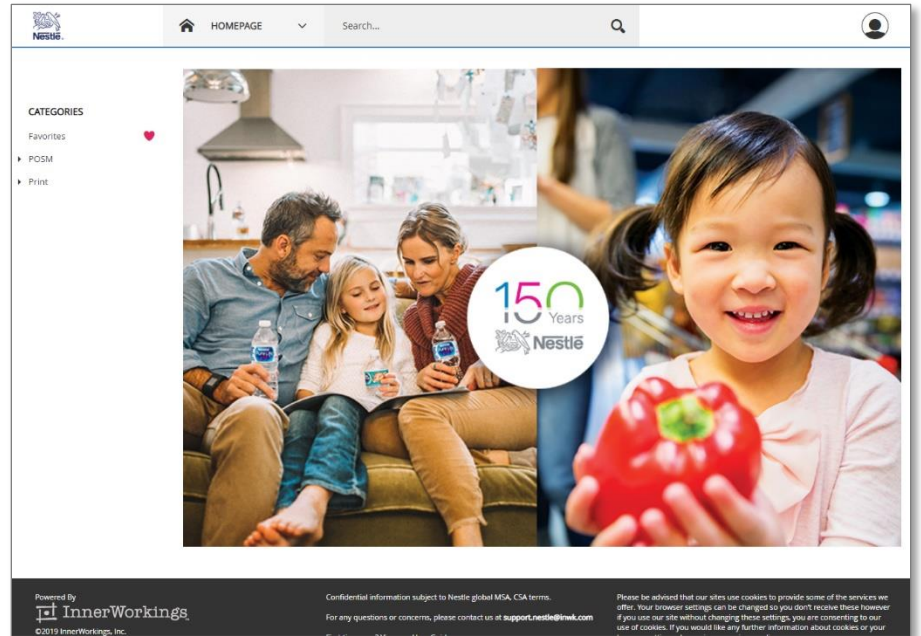 Nestlé.
HOMEPAGE
Search...
CATEGORIES
Favorites
POSM
Print
150
Years
Nestlé
Powered By
InnerWorkings
©2019 InnerWorkings, Inc.
Confidential information subject to Nestle global MSA, CSA terms.
For any questions or concerns, please contact us at support.nestle@inwk.com
Please be advised that our sites use cookies to provide some of the services we
offer. Your browser settings can be changed so you don't receive these however
if you use our site without changing these settings, you are consenting to our
use of cookies. If you would like any further information about cookies or your